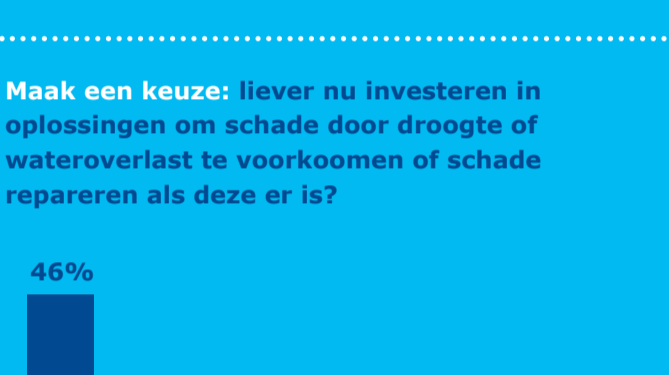 Maak een keuze: liever nu investeren in
oplossingen om schade door droogte of
wateroverlast te voorkoomen of schade
repareren als deze er is?
46%